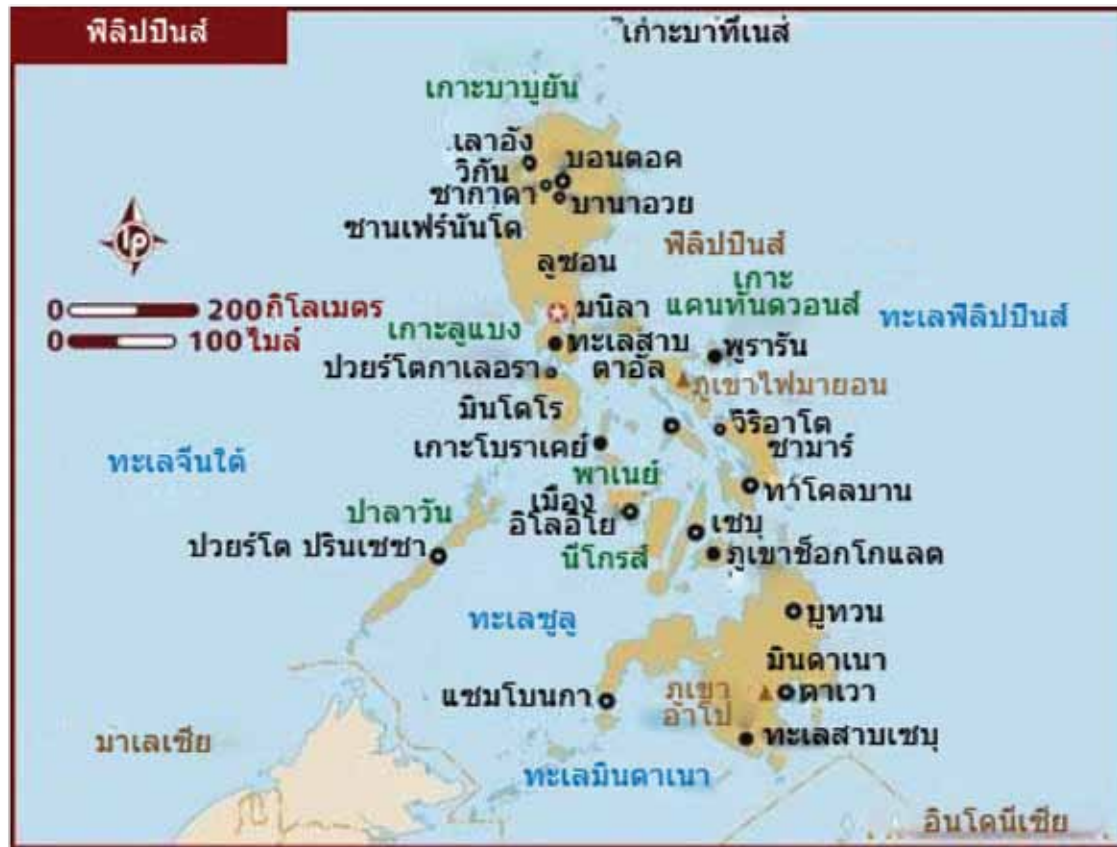 ฟิลิปปินส์
เกาะบาทีเนส์
เกาะบาบูยัน
เลาอัง
บอนตอค
วิกัน
ซากาดา
บานาอวย
ซานเฟร์นันโด
ฟิลิปปินส์
ลูซอน
เกาะ
แคนทันดวอนส์
0 200 กิโลเมตร
มนิลา
ทะเลฟิลิปปินส์
0 100 ไมล์
เกาะลูแบง
ทะเลสาบ
ตาอัล
พูรารัน
ปวยร์โตกาเลอรา
ภูเขาไฟมายอน
มินโดโร
วิริอาโต
ซามาร์
เกาะโบราเคย์
ทะเลจีนใต้
พาเนย์
ทาโคลบาน
เมือง
อิโลอิโย
ปาลาวัน
เซบู
ปวยร์โต ปรินเซซา
นีโกรส์
ภูเขาช็อกโกแลต
ทะเลซูลู
บูทวน
มินดาเนา
แซมโบนกา
ภูเขา
อาโป
ดาเวา
มาเลเซีย
ทะเลสาบเซบู
ทะเลมินดาเนา
อินโดนีเซีย